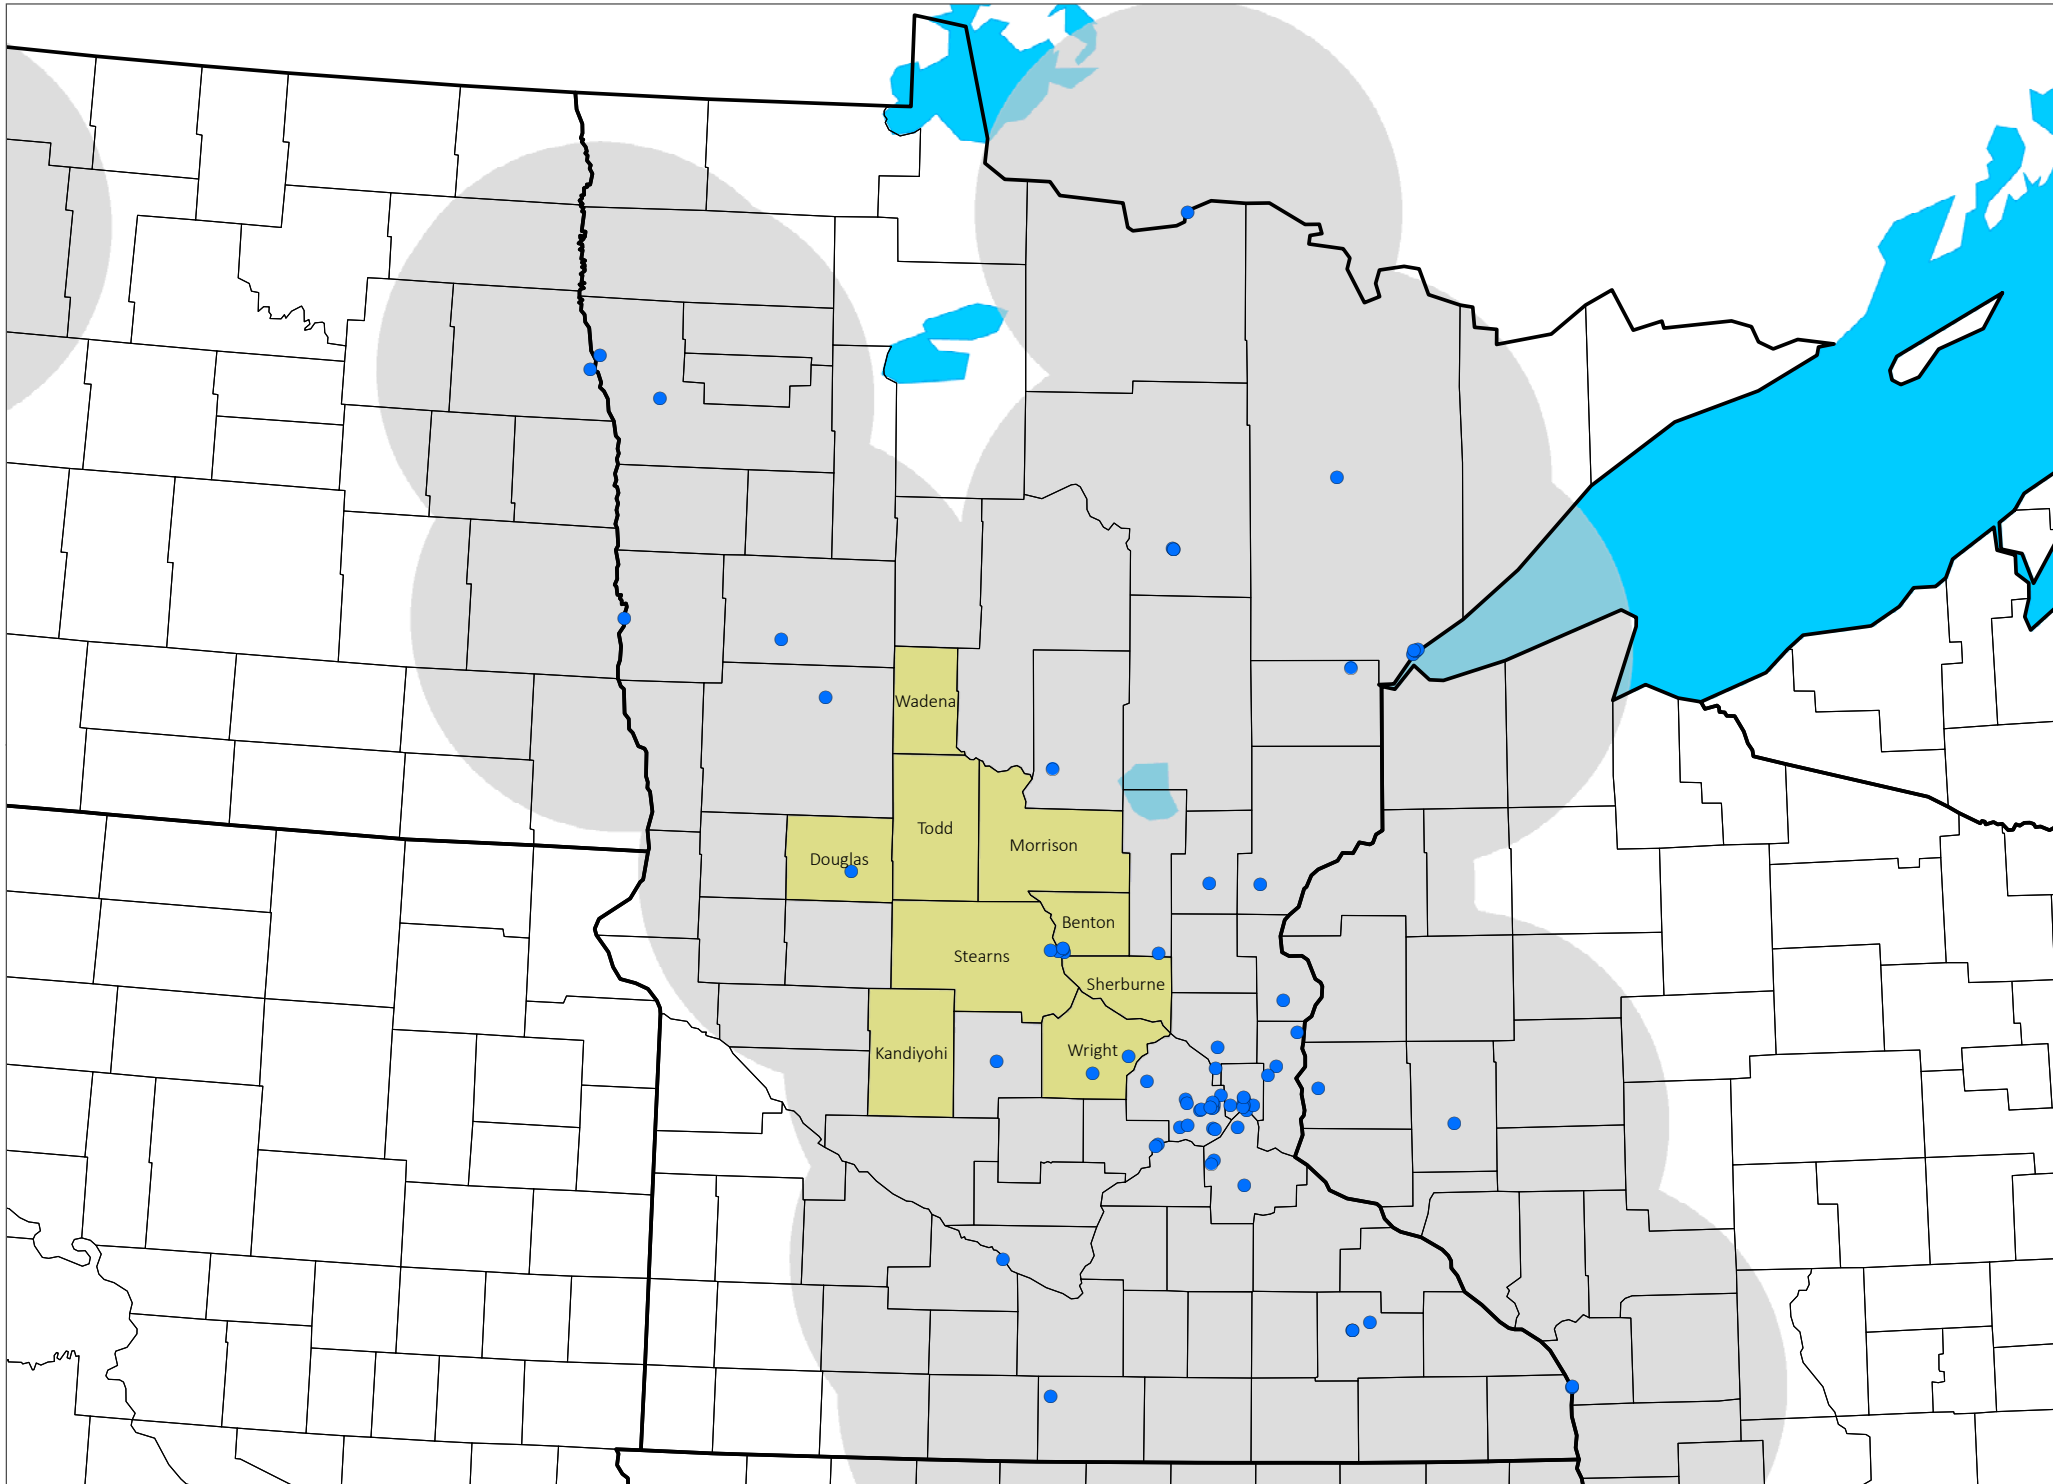 Wadena
Todd
Morrison
Douglas
Benton
Stearns
Sherburne
Wright
Kandiyohi